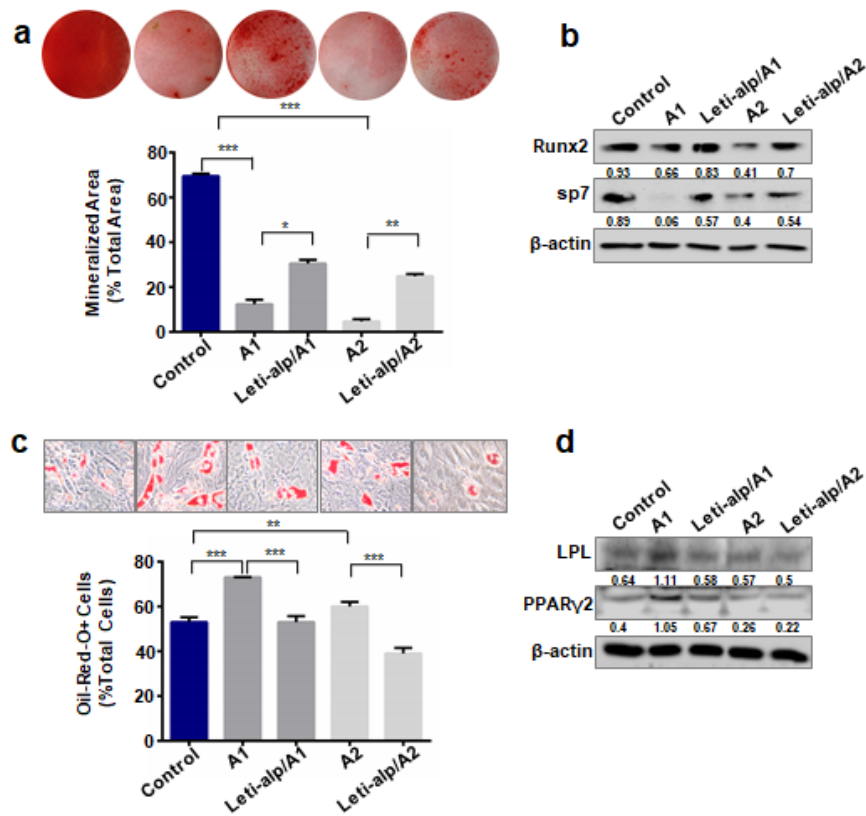 a
***
***
*
**
80
60
40
20
0
Mineralized Area
(% Total Area)
Control
A1
Leti-alp/A1
A2
Leti-alp/A2
b
Control
A1
Leti-alp/A1
A2
Leti-alp/A2
Runx2
0.93 0.66 0.83 0.41 0.7
sp7
0.89 0.06 0.57 0.4 0.54
β-actin
c
**
***
***
***
80
60
40
20
0
Oil-Red-O+ Cells
(%Total Cells)
Control
A1
Leti-alp/A1
A2
Leti-alp/A2
d
Control
A1
Leti-alp/A1
A2
Leti-alp/A2
LPL
0.64 1.11 0.58 0.57 0.5
PPARγ2
0.4 1.05 0.67 0.26 0.22
β-actin